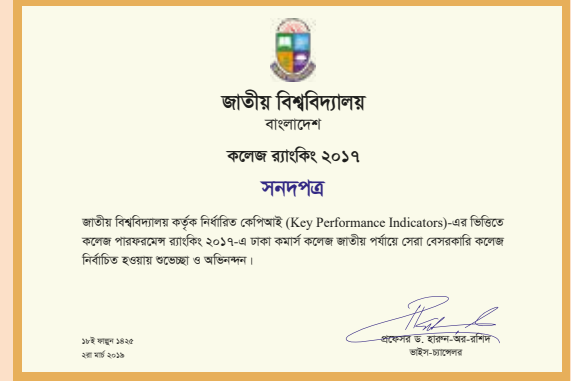 জাতীয় বিশ্ববিদ্যালয়
বাংলাদেশ
কলেজ র‍্যাংকিং ২০১৭
সনদপত্র
জাতীয় বিশ্ববিদ্যালয় কর্তৃক নির্ধারিত কেপিআই (Key Performance Indicators)-এর ভিত্তিতে
কলেজ পারফরমেন্স র‍্যাংকিং ২০১৭-এ ঢাকা কমার্স কলেজ জাতীয় পর্যায়ে সেরা বেসরকারি কলেজ
নির্বাচিত হওয়ায় শুভেচ্ছা ও অভিনন্দন।
প্রফেসর ড. হারুন-অর-রশিদ
ভাইস-চ্যান্সেলর
১৮ই ফাল্গুন ১৪২৫
২রা মার্চ ২০১৯